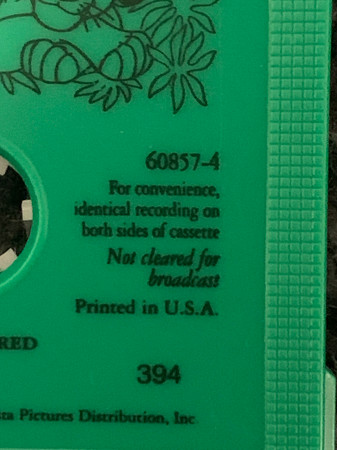 60857-4
For convenience,
identical recording on
both sides of cassette
Not cleared for
broadcast
Printed in U.S.A.
RED
394
sta Pictures Distribution, Inc